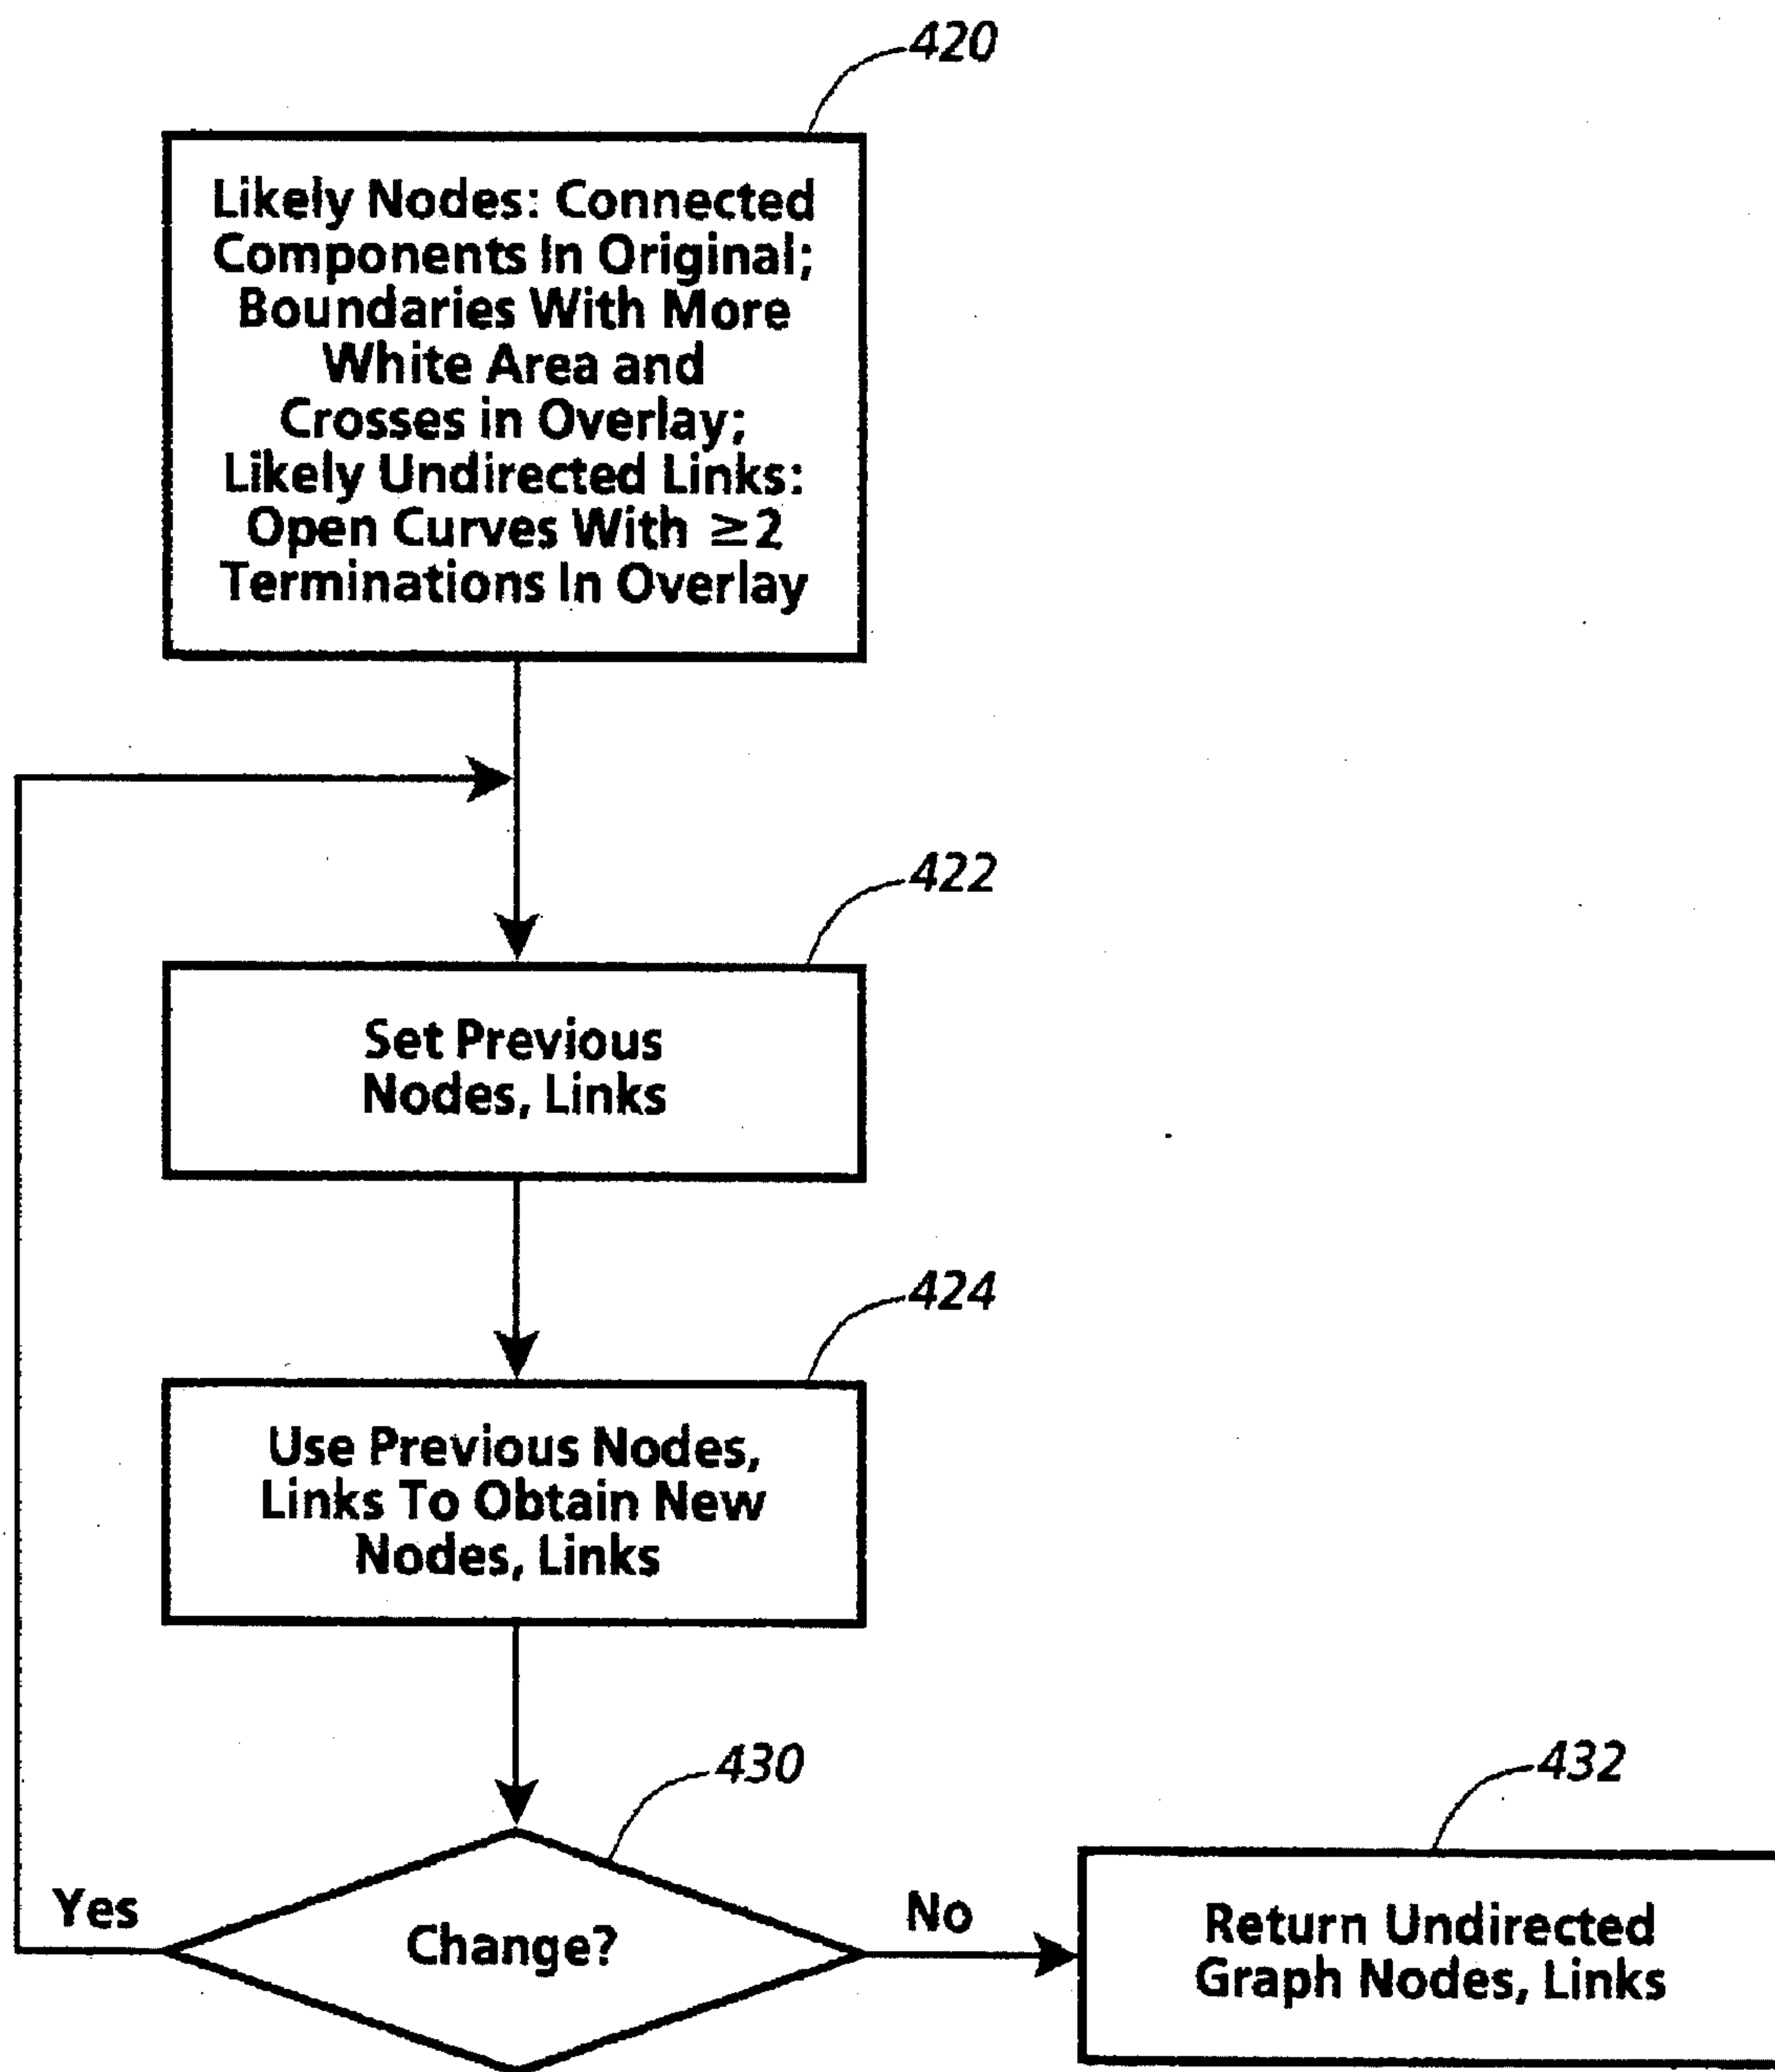 420
Likely Nodes: Connected
Components In Original;
Boundaries With More
White Area and
Crosses in Overlay;
Likely Undirected Links:
Open Curves With ≥2
Terminations In Overlay
422
Set Previous
Nodes, Links
424
Use Previous Nodes,
Links To Obtain New
Nodes, Links
430
432
Yes
Change?
No
Return Undirected
Graph Nodes, Links